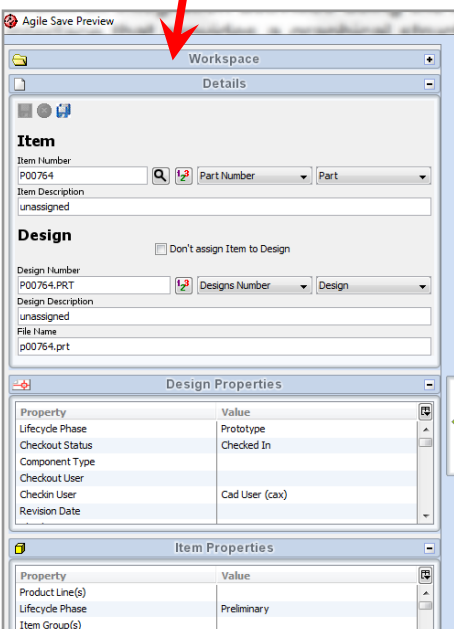 Agile Save Preview
Workspace
Details
Item
Item Number
P00764 Part Number Part
Item Description
unassigned
Design
Don't assign Item to Design
Design Number
P00764.PRT Designs Number Design
Design Description
unassigned
File Name
p00764.prt
Design Properties
Property Value
Lifecycle Phase Prototype
Checkout Status Checked In
Component Type
Checkout User
Checkin User Cad User (cax)
Revision Date
Item Properties
Property Value
Product Line(s)
Lifecycle Phase Preliminary
Item Group(s)